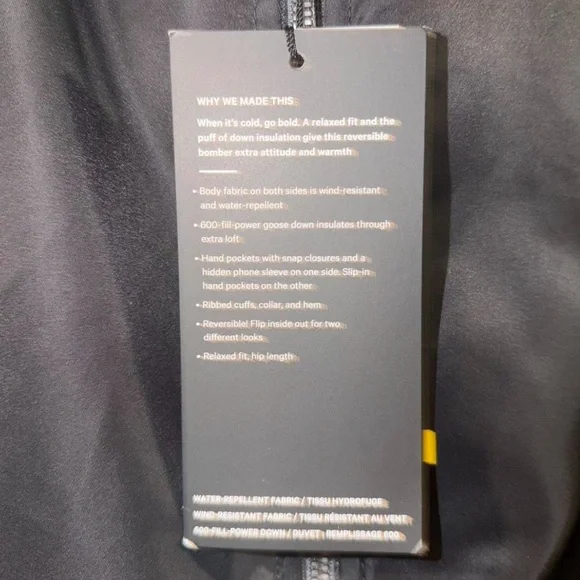 WHY WE MADE THIS
When it's cold, go bold. A relaxed fit and the
puff of down insulation give this reversible
bomber extra attitude and warmth
• Body fabric on both sides is wind-resistant
and water-repellent
• 600-fill-power goose down insulates through
extra loft
• Hand pockets with snap closures and a
hidden phone sleeve on one side. Slip-in
hand pockets on the other
• Ribbed cuffs, collar, and hem
• Reversible! Flip inside out for two
different looks
• Relaxed fit, hip length
WATER-REPELLENT FABRIC / TISSU HYDROFUGE
WIND-RESISTANT FABRIC / TISSU RÉSISTANT AU VENT
600-FILL-POWER DOWN / DUVET : REMPLISSAGE 600